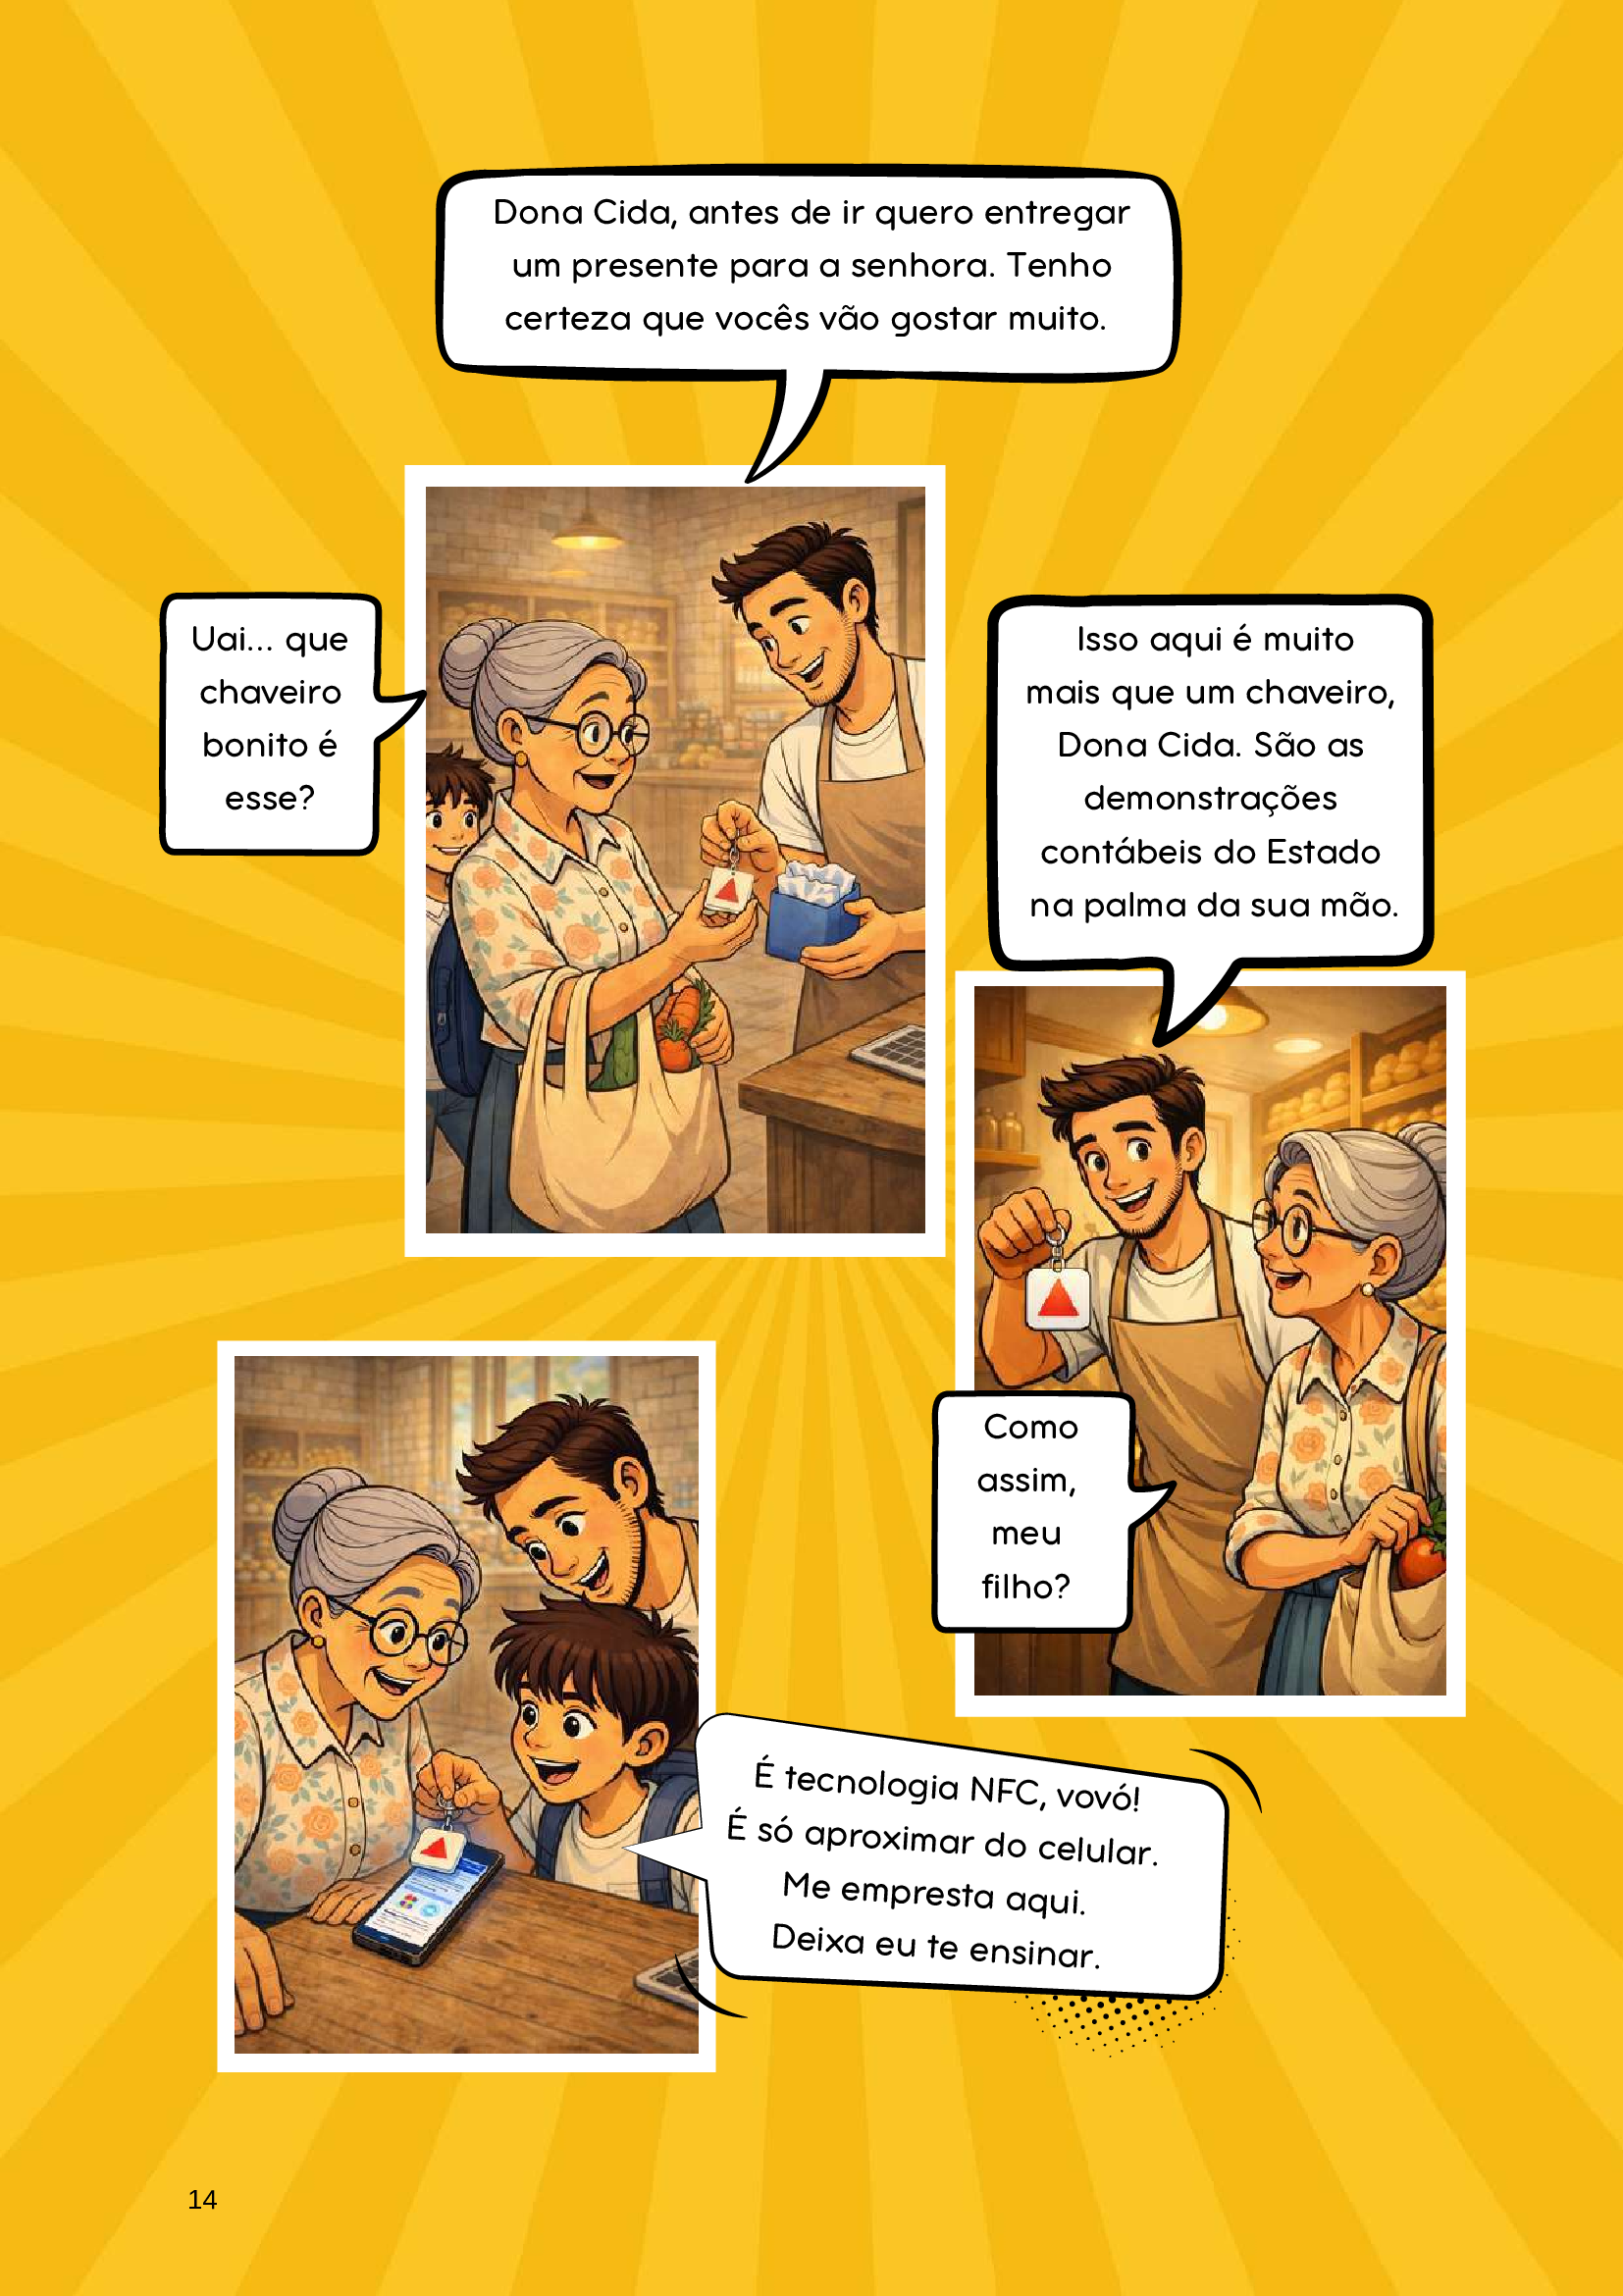 Dona Cida, antes de ir quero entregar
um presente para a senhora. Tenho
certeza que vocês vão gostar muito.
Uai... que
chaveiro
bonito é
esse?
Isso aqui é muito
mais que um chaveiro,
Dona Cida. São as
demonstrações
contábeis do Estado
na palma da sua mão.
Como
assim,
meu
filho?
É tecnologia NFC, vovó!
É só aproximar do celular.
Me empresta aqui.
Deixa eu te ensinar.
14